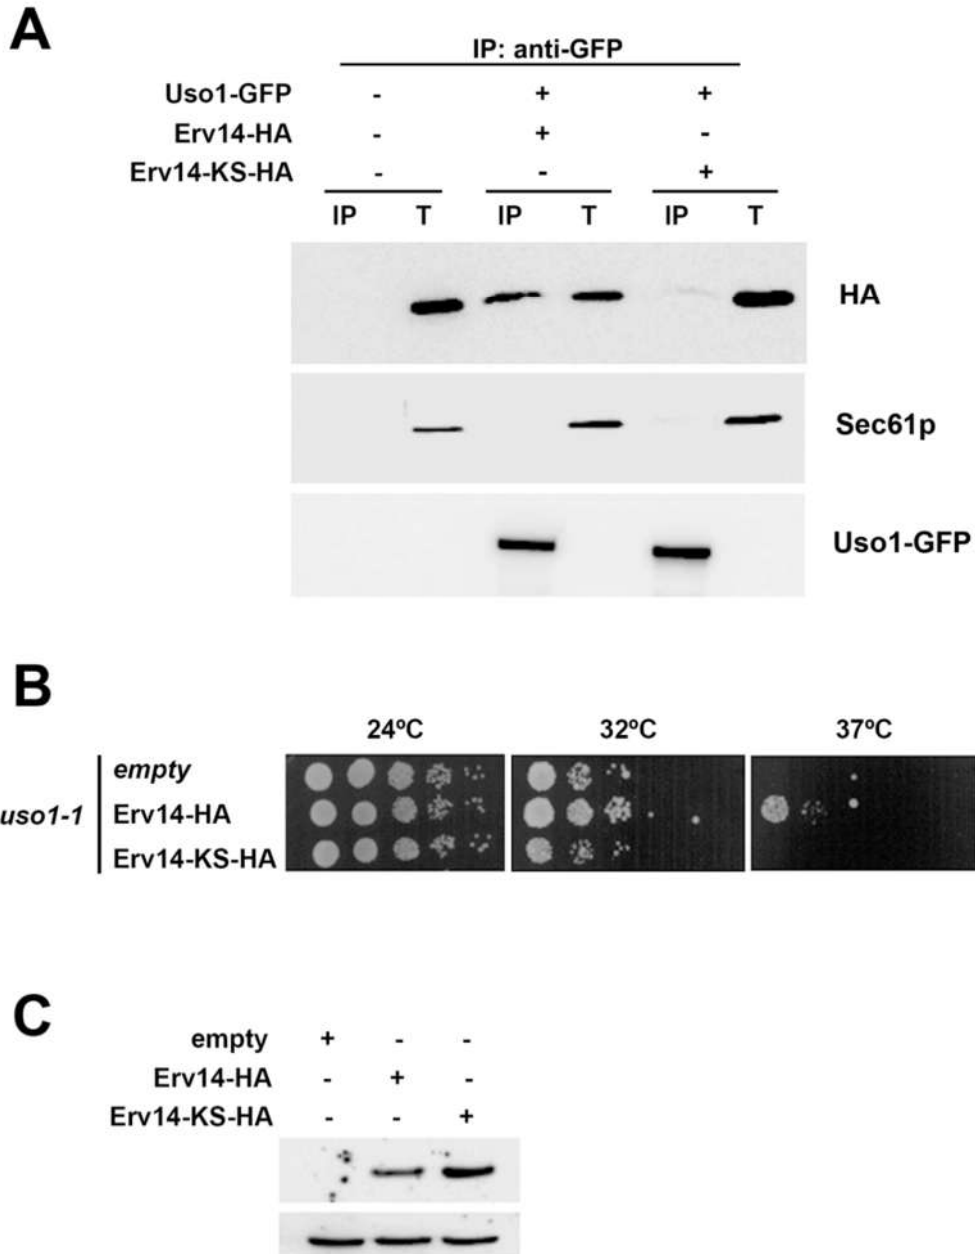 A
IP: anti-GFP
Uso1-GFP - + +
Erv14-HA - + -
Erv14-KS-HA - - +
IP T IP T IP T
HA
Sec61p
Uso1-GFP
B
24ºC 32ºC 37ºC
empty
uso1-1 Erv14-HA
Erv14-KS-HA
C
empty + - -
Erv14-HA - + -
Erv14-KS-HA - - +